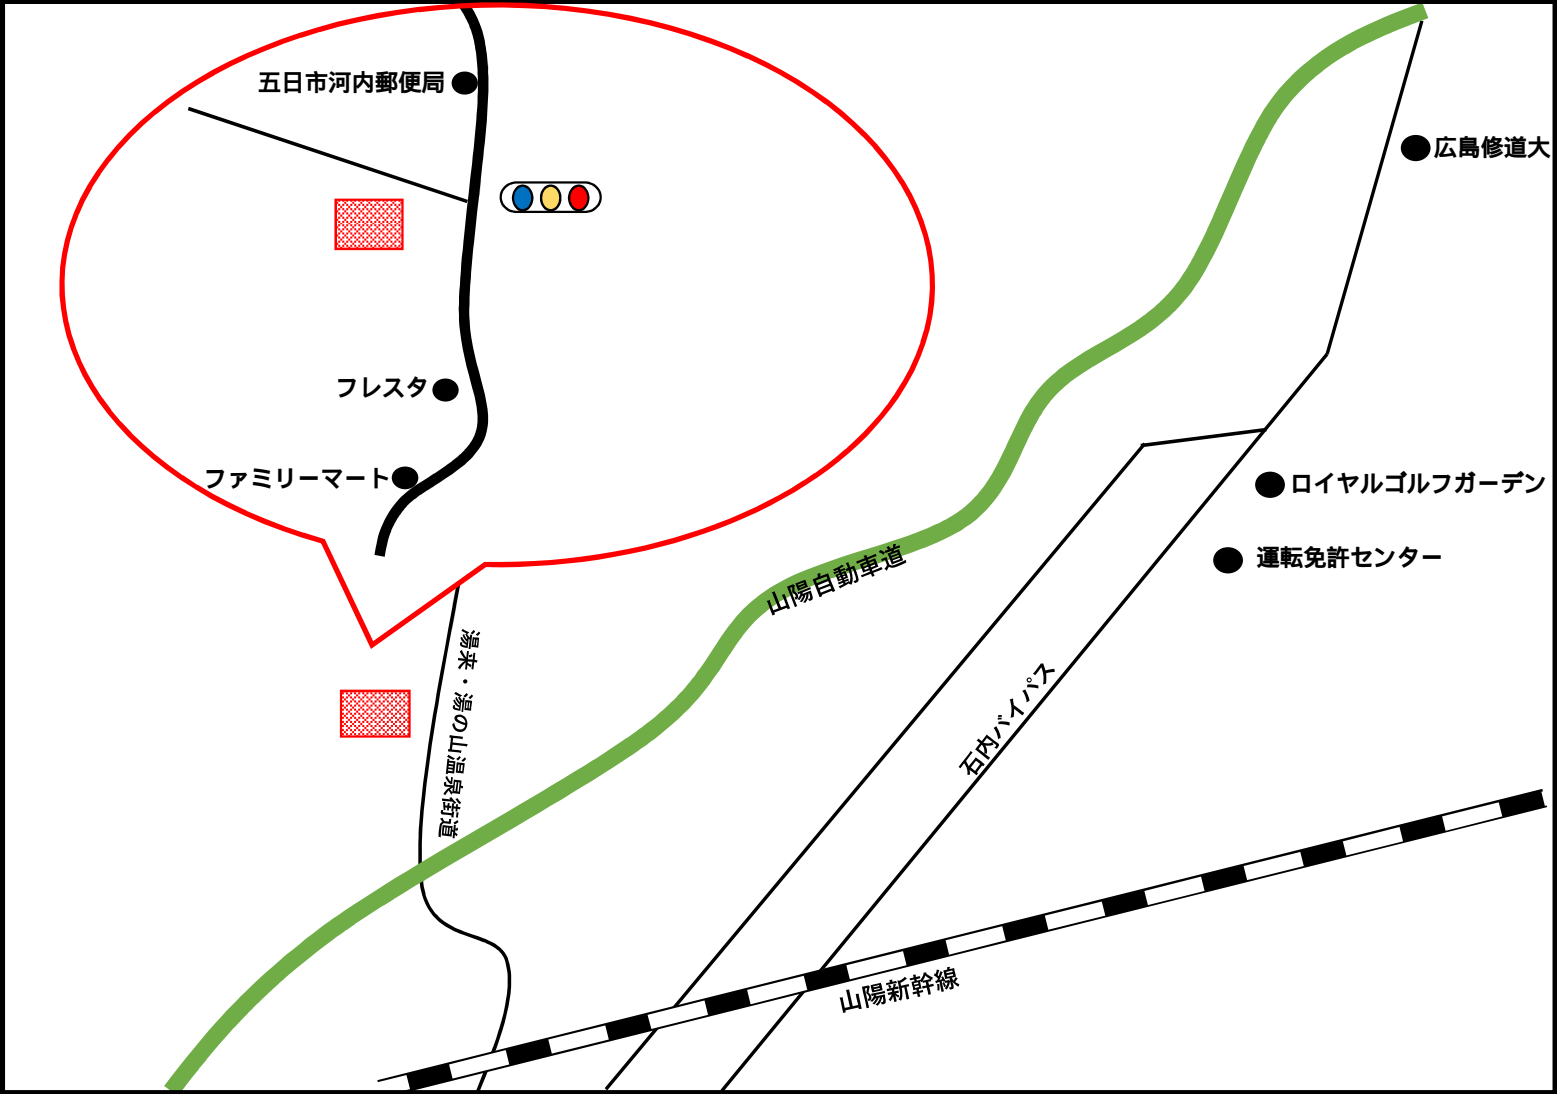 五日市河内郵便局
広島修道大
フレスタ
ファミリーマート
ロイヤルゴルフガーデン
運転免許センター
山陽自動車道
湯来・湯の山温泉街道
石内バイパス
山陽新幹線